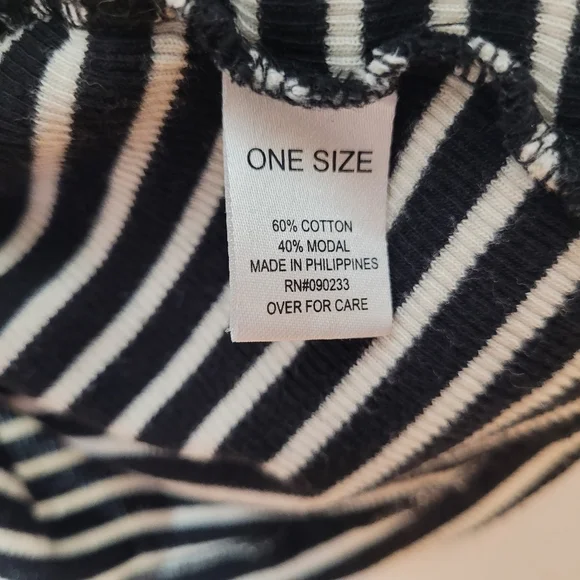 ONE SIZE
60% COTTON
40% MODAL
MADE IN PHILIPPINES
RN#090233
OVER FOR CARE